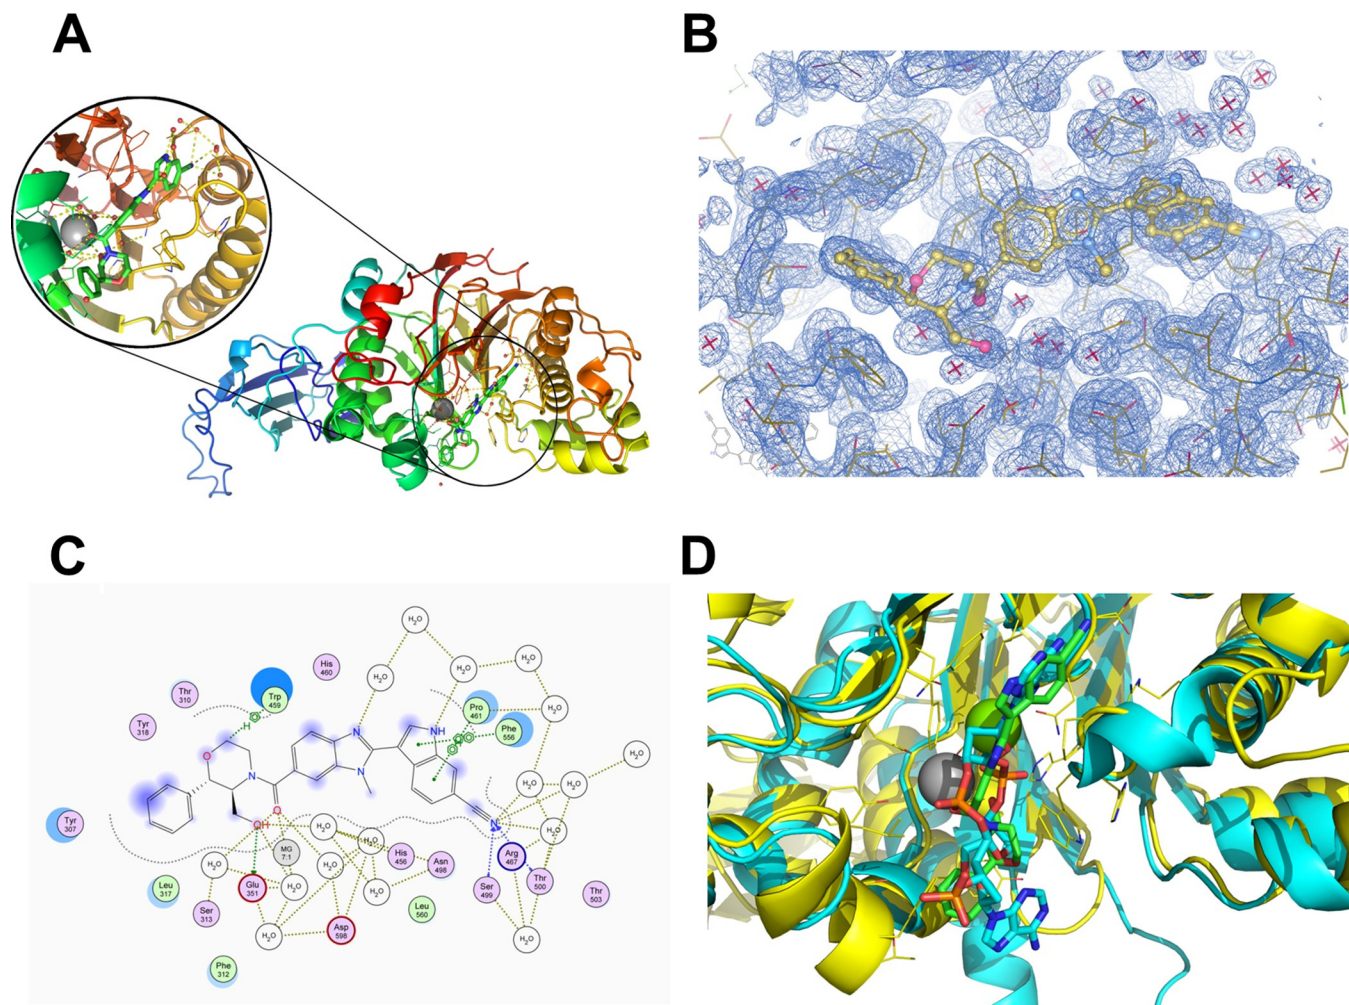 A
B
C
D
H₂O
His
460
H₂O
H₂O
H₂O
Thr
310
Trp
459
Pro
461
H₂O
Tyr
318
H
N
NH
Phe
556
O
H₂O
N
N
H₂O
H₂O
O
Tyr
307
OH
H₂O
N
H₂O
MG
7:1
H₂O
His
456
Asn
498
Arg
467
H₂O
H₂O
Thr
500
Leu
317
Glu
351
H₂O
H₂O
Ser
499
Thr
503
Ser
313
Leu
560
H₂O
Asp
598
H₂O
Phe
312